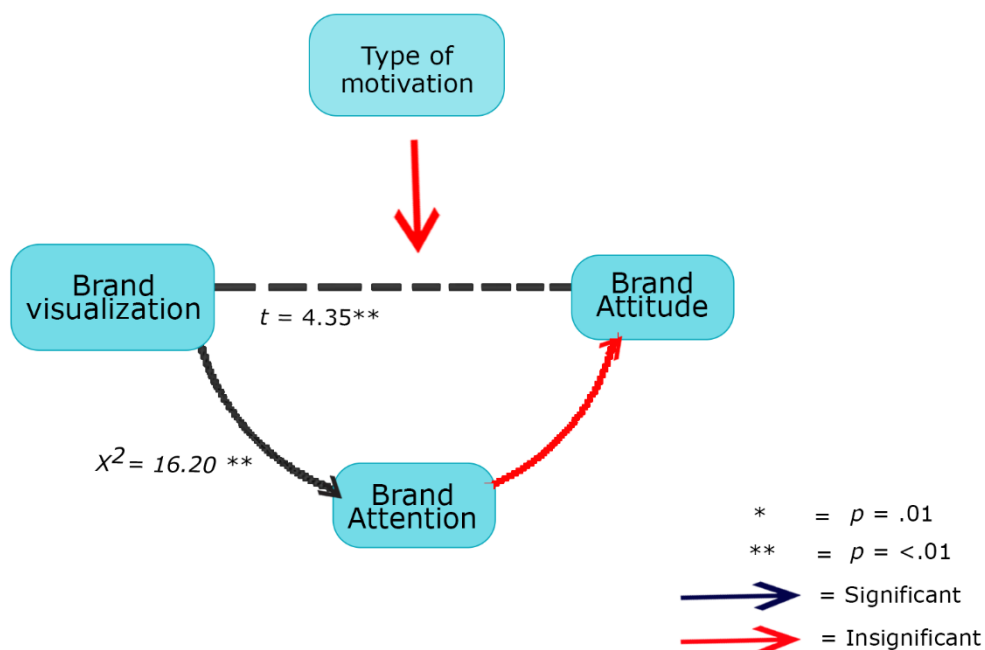 Type of
motivation
Brand
visualization
Brand
Attitude
t = 4.35**
X² = 16.20 **
Brand
Attention
* = p = .01
** = p = <.01
= Significant
= Insignificant